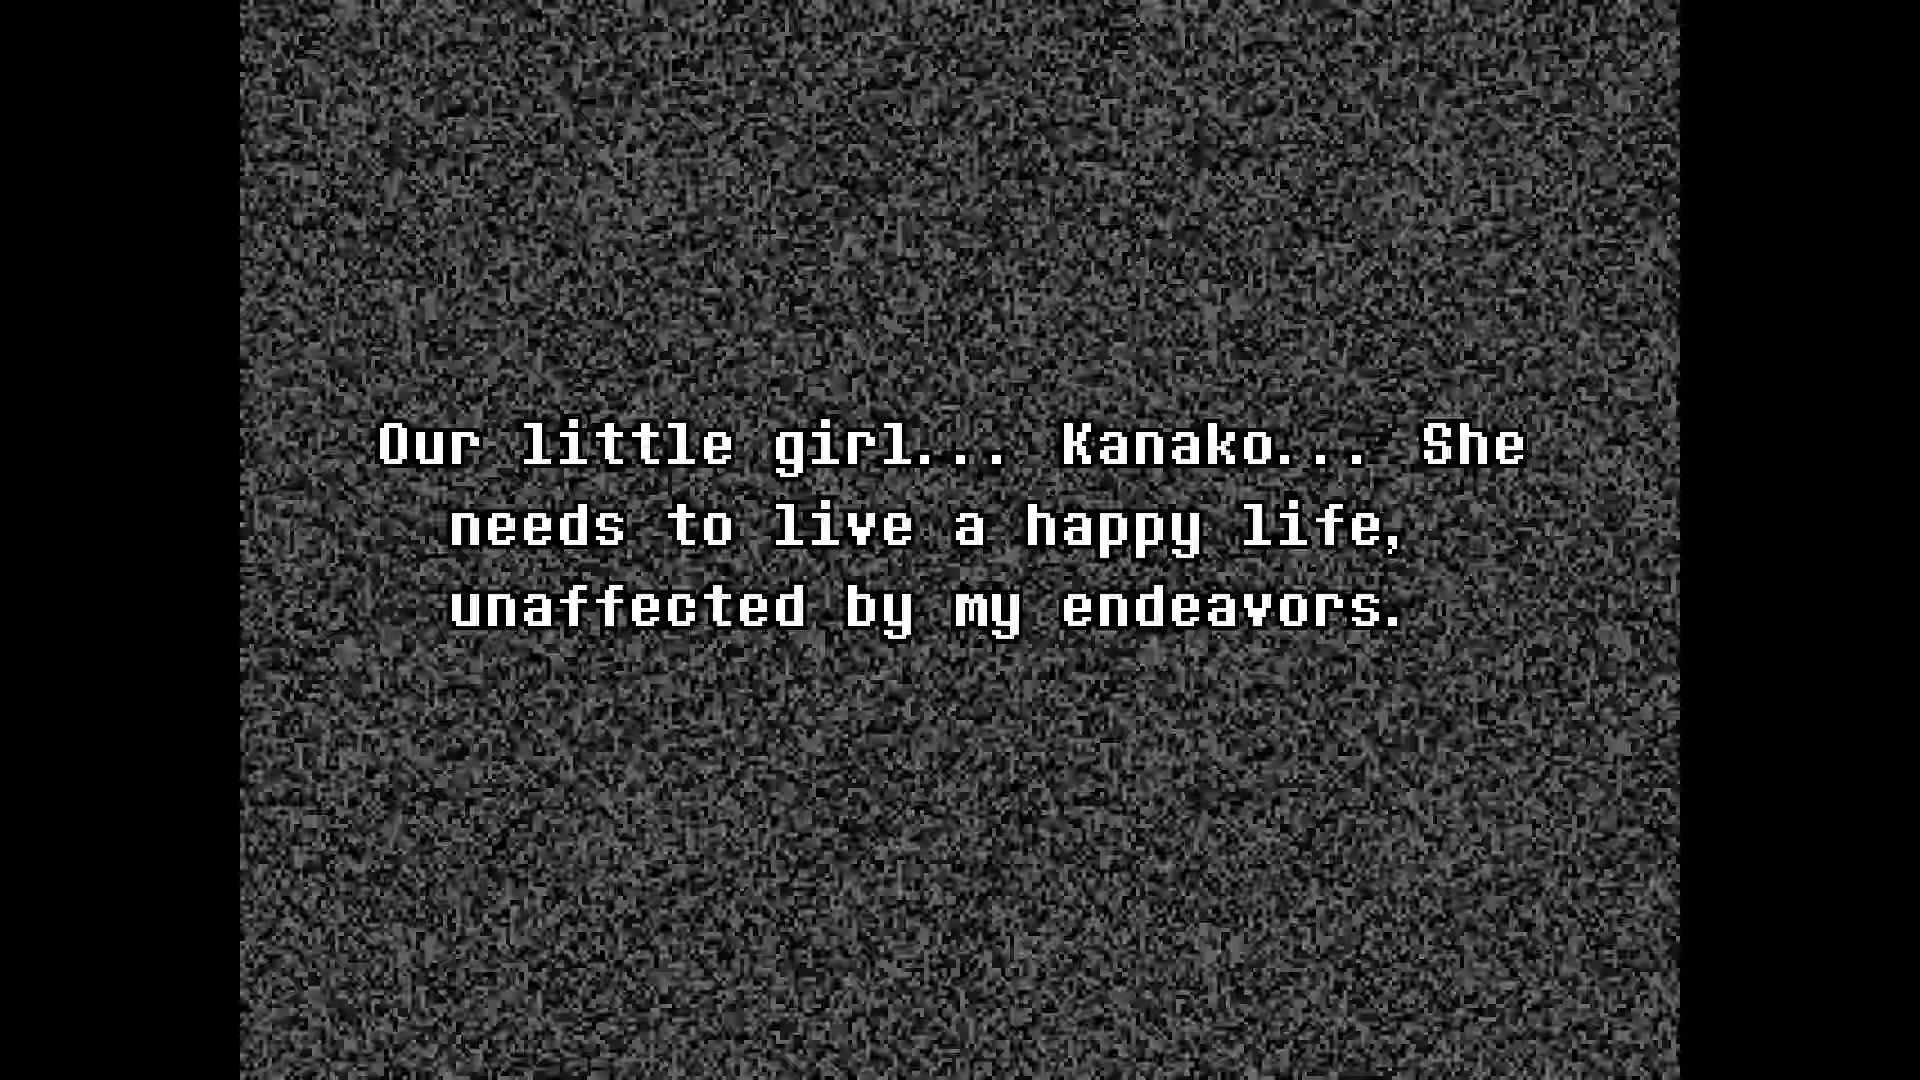 Our little girl... Kanako... She
needs to live a happy life,
unaffected by my endeavors.